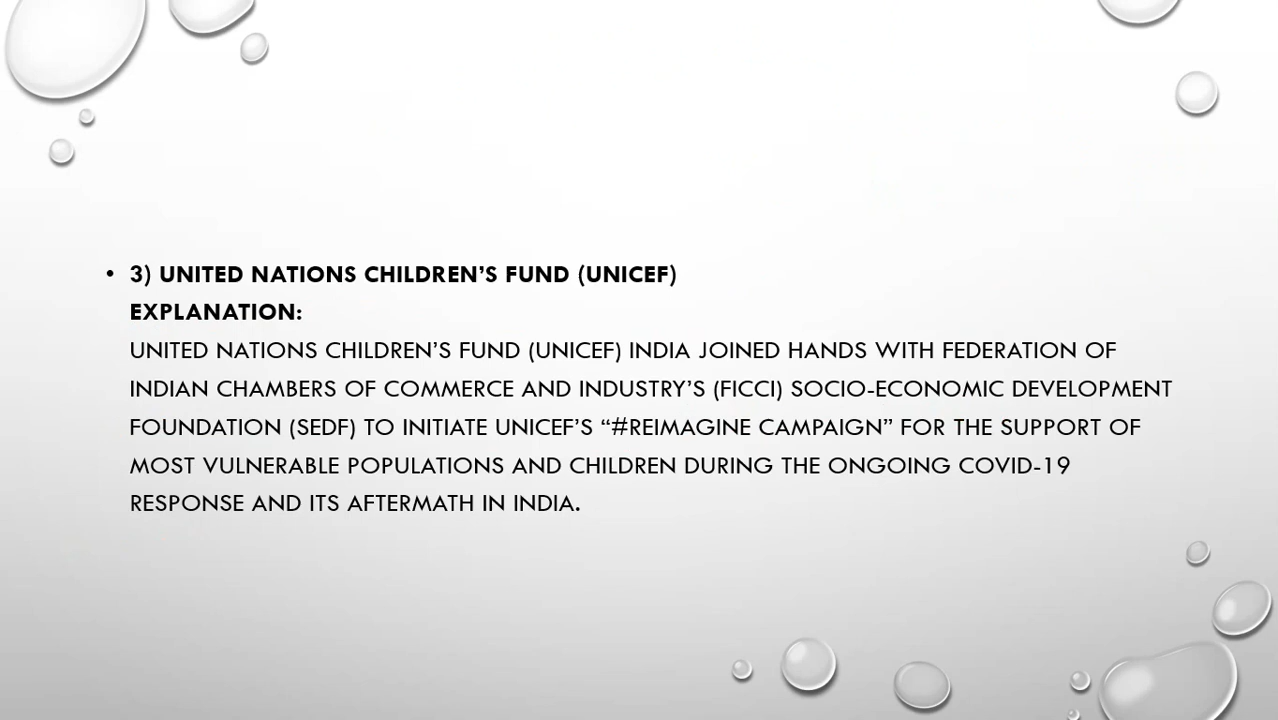 • 3) UNITED NATIONS CHILDREN’S FUND (UNICEF)
EXPLANATION:
UNITED NATIONS CHILDREN’S FUND (UNICEF) INDIA JOINED HANDS WITH FEDERATION OF
INDIAN CHAMBERS OF COMMERCE AND INDUSTRY’S (FICCI) SOCIO-ECONOMIC DEVELOPMENT
FOUNDATION (SEDF) TO INITIATE UNICEF’S “#REIMAGINE CAMPAIGN” FOR THE SUPPORT OF
MOST VULNERABLE POPULATIONS AND CHILDREN DURING THE ONGOING COVID-19
RESPONSE AND ITS AFTERMATH IN INDIA.